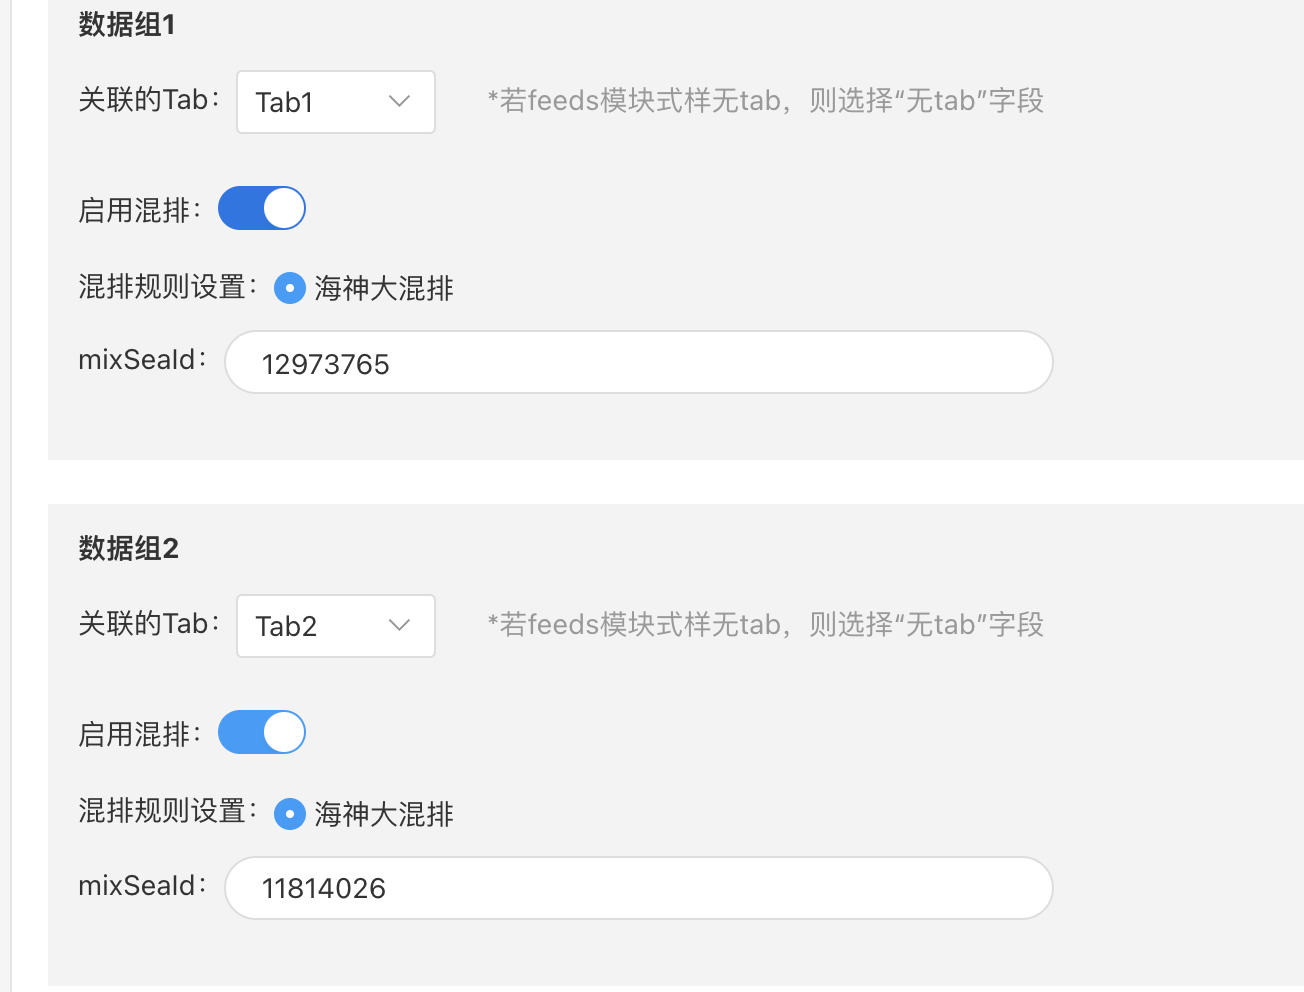 数据组1
关联的Tab： Tab1 *若feeds模块式样无tab，则选择“无tab”字段
启用混排：
混排规则设置： 海神大混排
mixSeaId： 12973765
数据组2
关联的Tab： Tab2 *若feeds模块式样无tab，则选择“无tab”字段
启用混排：
混排规则设置： 海神大混排
mixSeaId： 11814026